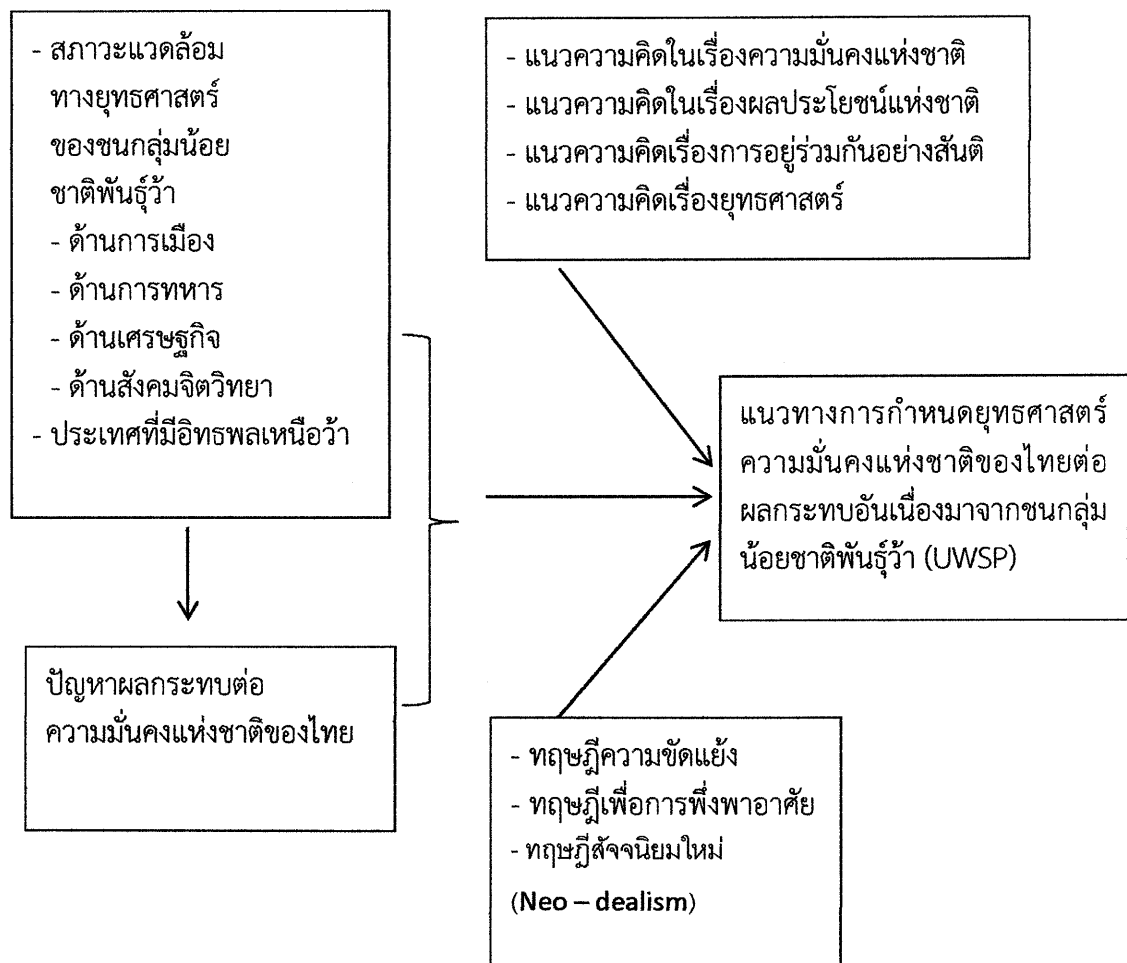 - สภาวะแวดล้อม
ทางยุทธศาสตร์
ของชนกลุ่มน้อย
ชาติพันธุ์ว้า
- ด้านการเมือง
- ด้านการทหาร
- ด้านเศรษฐกิจ
- ด้านสังคมจิตวิทยา
- ประเทศที่มีอิทธพลเหนือว้า
ปัญหาผลกระทบต่อ
ความมั่นคงแห่งชาติของไทย
- แนวความคิดในเรื่องความมั่นคงแห่งชาติ
- แนวความคิดในเรื่องผลประโยชน์แห่งชาติ
- แนวความคิดเรื่องการอยู่ร่วมกันอย่างสันติ
- แนวความคิดเรื่องยุทธศาสตร์
- ทฤษฎีความขัดแย้ง
- ทฤษฎีเพื่อการพึ่งพาอาศัย
- ทฤษฎีสัจจนิยมใหม่
(Neo – dealism)
แนวทางการกำหนดยุทธศาสตร์
ความมั่นคงแห่งชาติของไทยต่อ
ผลกระทบอันเนื่องมาจากชนกลุ่ม
น้อยชาติพันธุ์ว้า (UWSP)